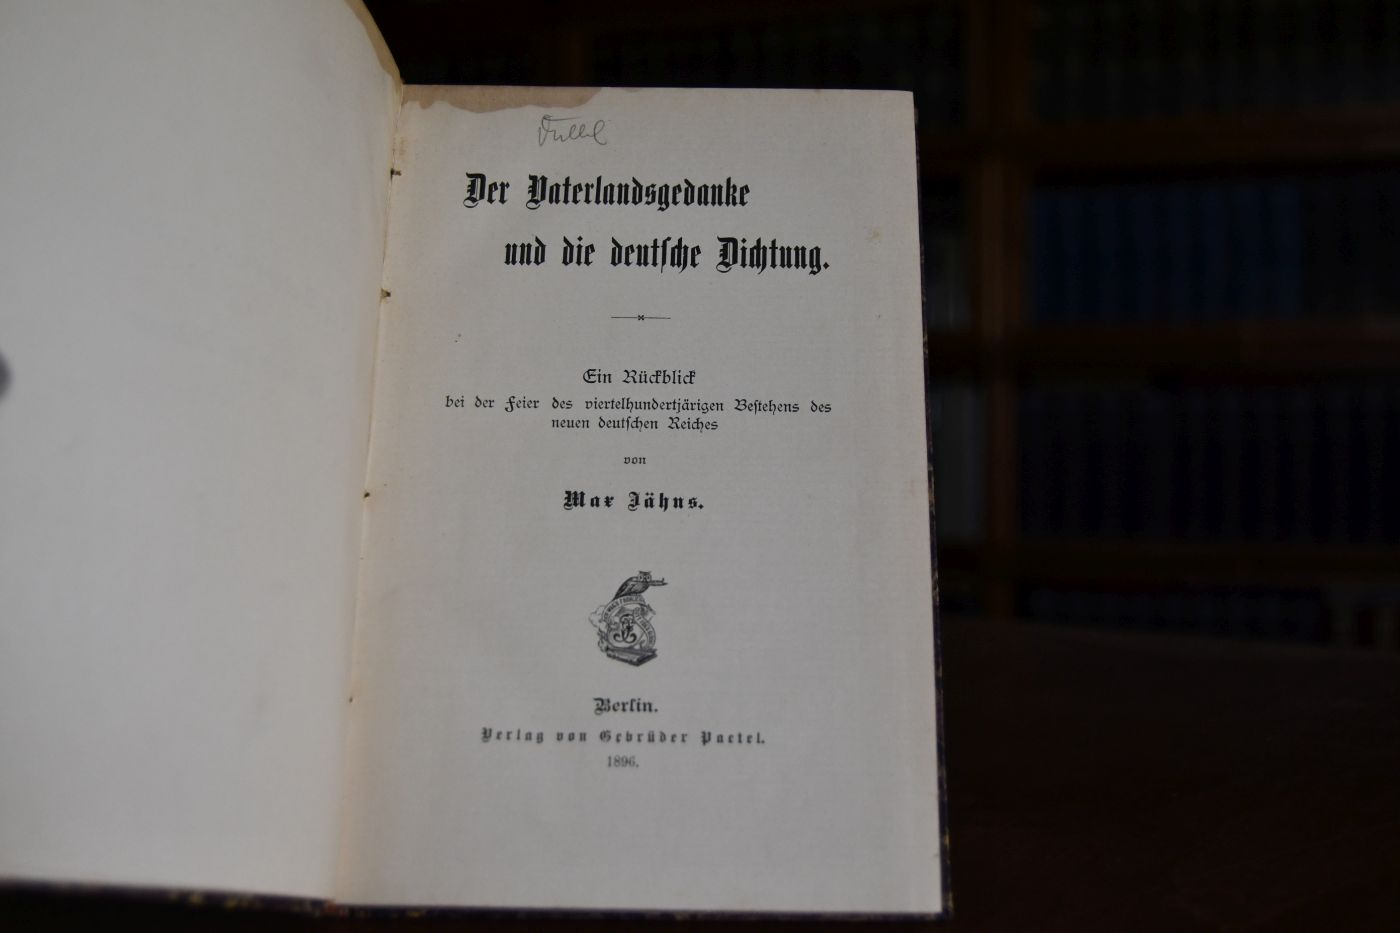 Der Vaterlandsgedanke
und die deutſche Dichtung.
Ein Rückblick
bei der Feier des viertelhundertjärigen Beſtehens des
neuen deutſchen Reiches
von
Max Jähns.
Berlin.
Verlag von Gebrüder Paetel.
1896.